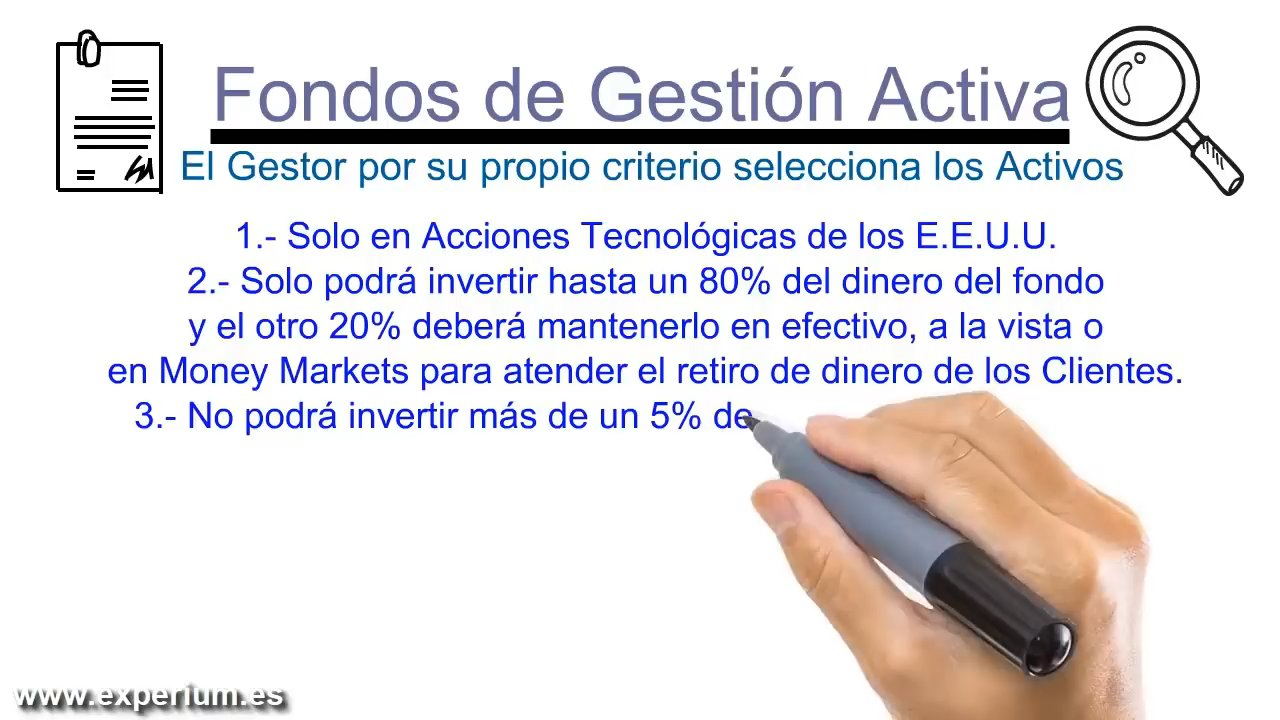 Fondos de Gestión Activa
El Gestor por su propio criterio selecciona los Activos
1.- Solo en Acciones Tecnológicas de los E.E.U.U.
2.- Solo podrá invertir hasta un 80% del dinero del fondo
y el otro 20% deberá mantenerlo en efectivo, a la vista o
en Money Markets para atender el retiro de dinero de los Clientes.
3.- No podrá invertir más de un 5% de
www.experium.es